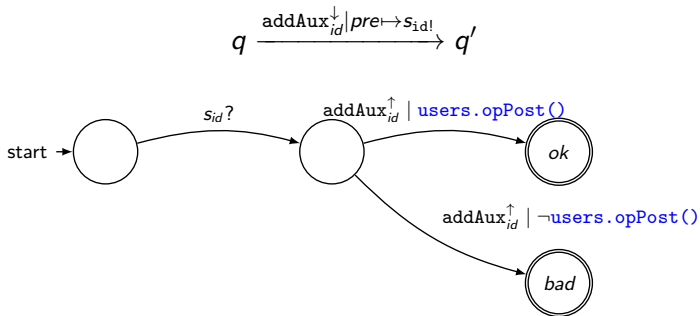 q addAux↓id|pre↦sid! q′
sid?
addAux↑id | users.opPost()
start
ok
addAux↑id | ¬users.opPost()
bad